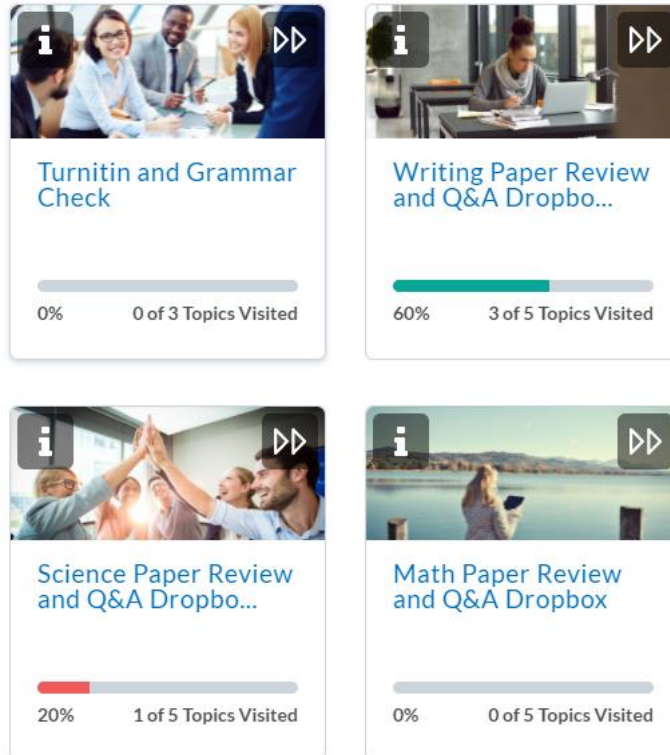 Turnitin and Grammar
Check
0% 0 of 3 Topics Visited
Writing Paper Review
and Q&A Dropbo...
60% 3 of 5 Topics Visited
Science Paper Review
and Q&A Dropbo...
20% 1 of 5 Topics Visited
Math Paper Review
and Q&A Dropbox
0% 0 of 5 Topics Visited